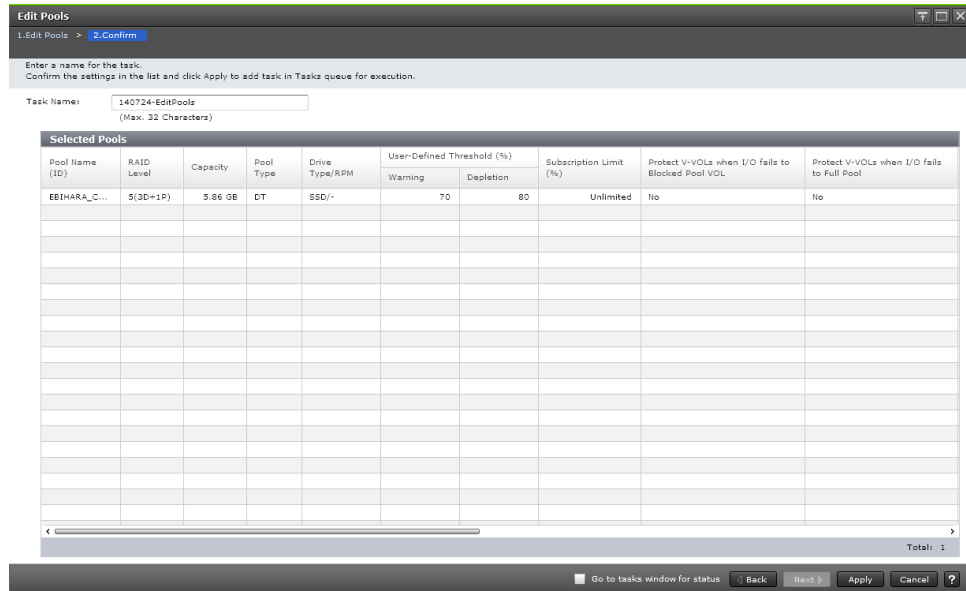 Edit Pools
1.Edit Pools > 2.Confirm
Enter a name for the task.
Confirm the settings in the list and click Apply to add task in Tasks queue for execution.
Task Name: 140724-EditPools
(Max. 32 Characters)
Selected Pools
Pool Name (ID) RAID Level Capacity Pool Type Drive Type/RPM User-Defined Threshold (%) Warning Depletion Subscription Limit (%) Protect V-VOLs when I/O fails to Blocked Pool VOL Protect V-VOLs when I/O fails to Full Pool
EBIHARA_C... 5(3D+1P) 5.86 GB DT SSD/- 70 80 Unlimited No No
Total: 1
Go to tasks window for status Back Next Apply Cancel ?